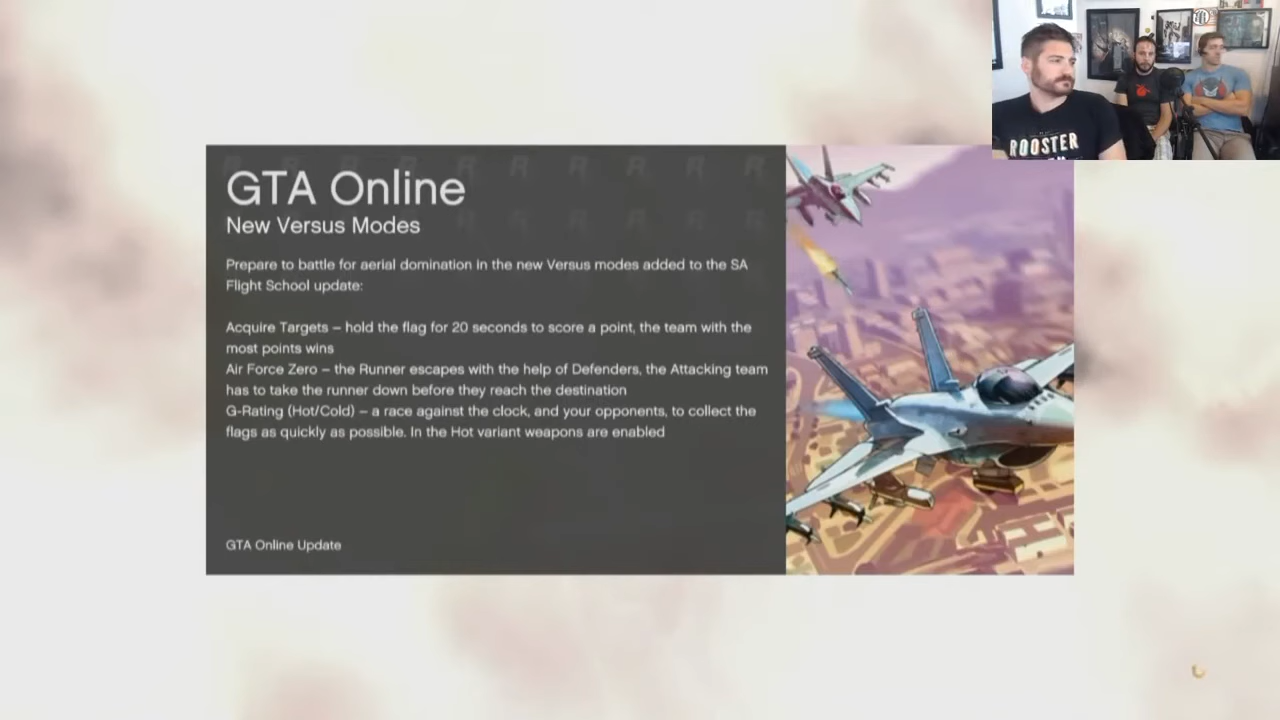 ROOSTER
GTA Online
New Versus Modes
Prepare to battle for aerial domination in the new Versus modes added to the SA
Flight School update:
Acquire Targets – hold the flag for 20 seconds to score a point, the team with the
most points wins
Air Force Zero – the Runner escapes with the help of Defenders, the Attacking team
has to take the runner down before they reach the destination
G-Rating (Hot/Cold) – a race against the clock, and your opponents, to collect the
flags as quickly as possible. In the Hot variant weapons are enabled
GTA Online Update